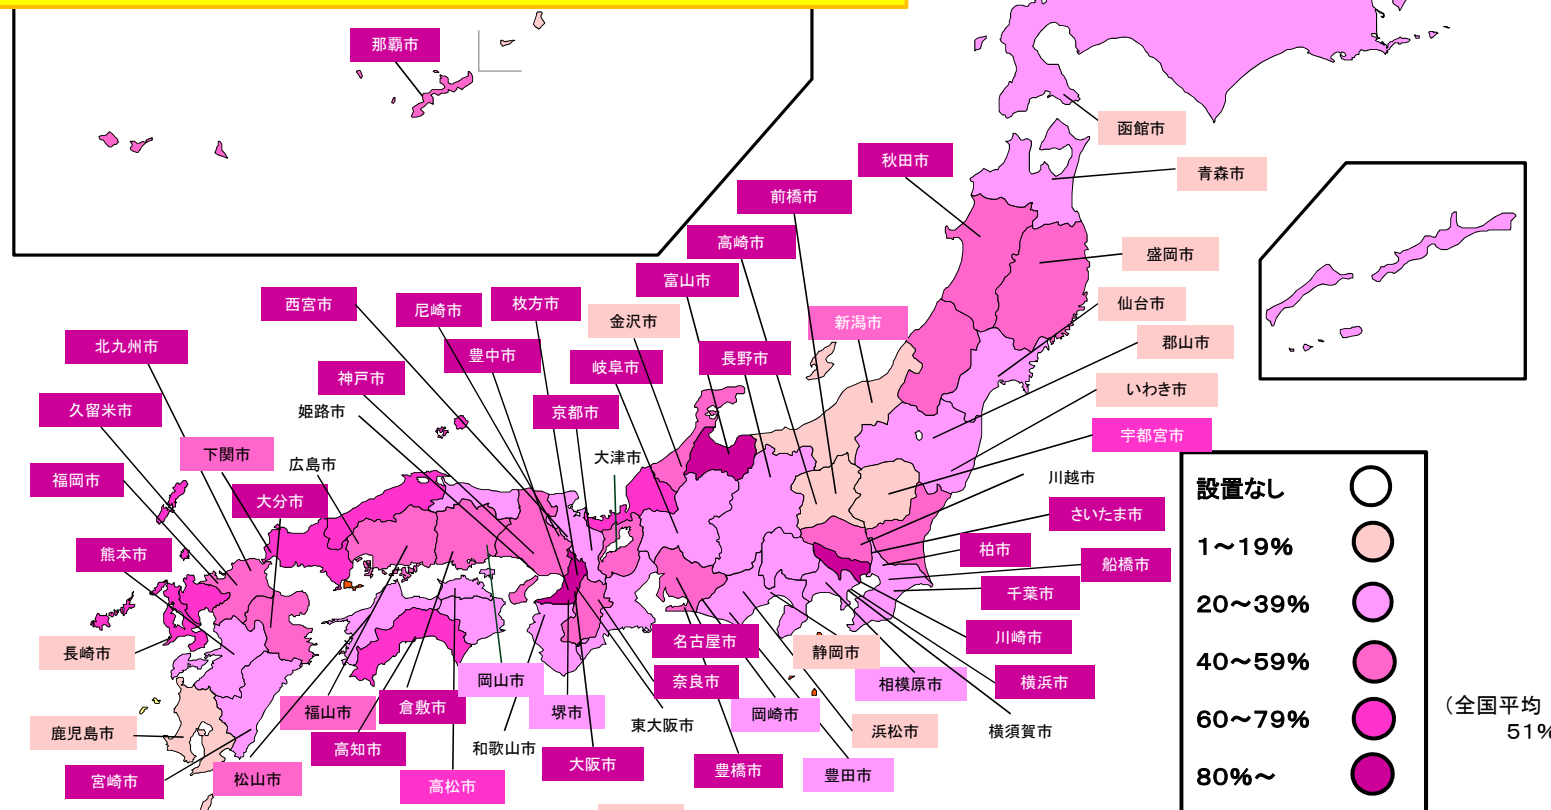 那覇市
函館市
秋田市
青森市
前橋市
高崎市
盛岡市
富山市
西宮市
尼崎市
枚方市
仙台市
金沢市
新潟市
北九州市
郡山市
豊中市
長野市
岐阜市
神戸市
いわき市
久留米市
姫路市
京都市
宇都宮市
下関市
大津市
広島市
福岡市
川越市
大分市
さいたま市
熊本市
柏市
船橋市
千葉市
川崎市
名古屋市
長崎市
静岡市
岡山市
奈良市
相模原市
横浜市
福山市
倉敷市
堺市
岡崎市
東大阪市
鹿児島市
浜松市
横須賀市
高知市
和歌山市
大阪市
豊橋市
豊田市
宮崎市
松山市
高松市
設置なし
1～19%
20～39%
40～59%
60～79%
80%～
（全国平均
51%